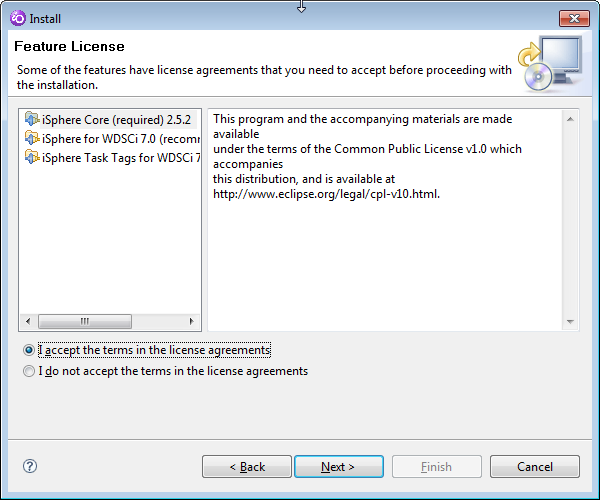 Install
Feature License
Some of the features have license agreements that you need to accept before proceeding with
the installation.
iSphere Core (required) 2.5.2
iSphere for WDSCi 7.0 (recom
iSphere Task Tags for WDSCi 7
This program and the accompanying materials are made
available
under the terms of the Common Public License v1.0 which
accompanies
this distribution, and is available at
http://www.eclipse.org/legal/cpl-v10.html.
I accept the terms in the license agreements
I do not accept the terms in the license agreements
?
< Back
Next >
Finish
Cancel